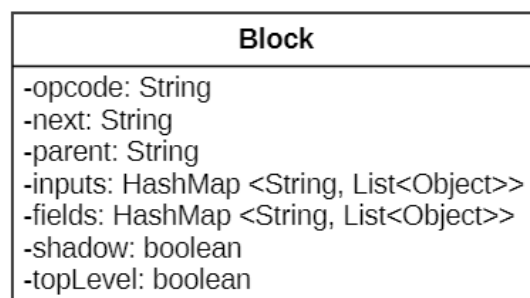 Block
-opcode: String
-next: String
-parent: String
-inputs: HashMap <String, List<Object>>
-fields: HashMap <String, List<Object>>
-shadow: boolean
-topLevel: boolean